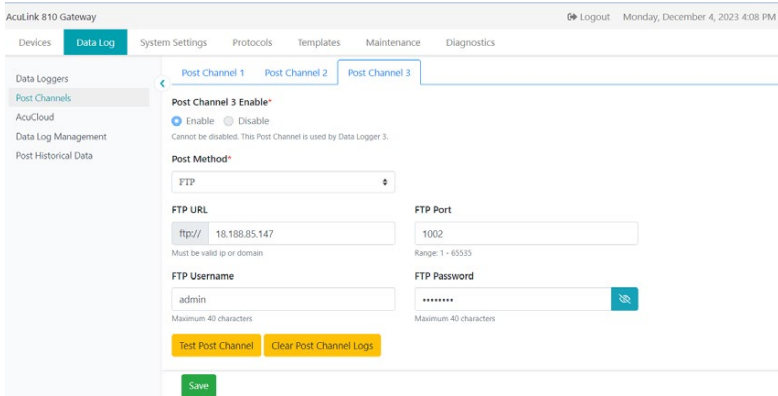 AcuLink 810 Gateway
Logout Monday, December 4, 2023 4:08 PM
Devices Data Log System Settings Protocols Templates Maintenance Diagnostics
Data Loggers
Post Channels
AcuCloud
Data Log Management
Post Historical Data
Post Channel 1 Post Channel 2 Post Channel 3
Post Channel 3 Enable*
Enable Disable
Cannot be disabled. This Post Channel is used by Data Logger 3.
Post Method*
FTP
FTP URL FTP Port
ftp:// 18.188.85.147 1002
Must be valid ip or domain Range: 1 - 65535
FTP Username FTP Password
admin ••••••••
Maximum 40 characters Maximum 40 characters
Test Post Channel Clear Post Channel Logs
Save